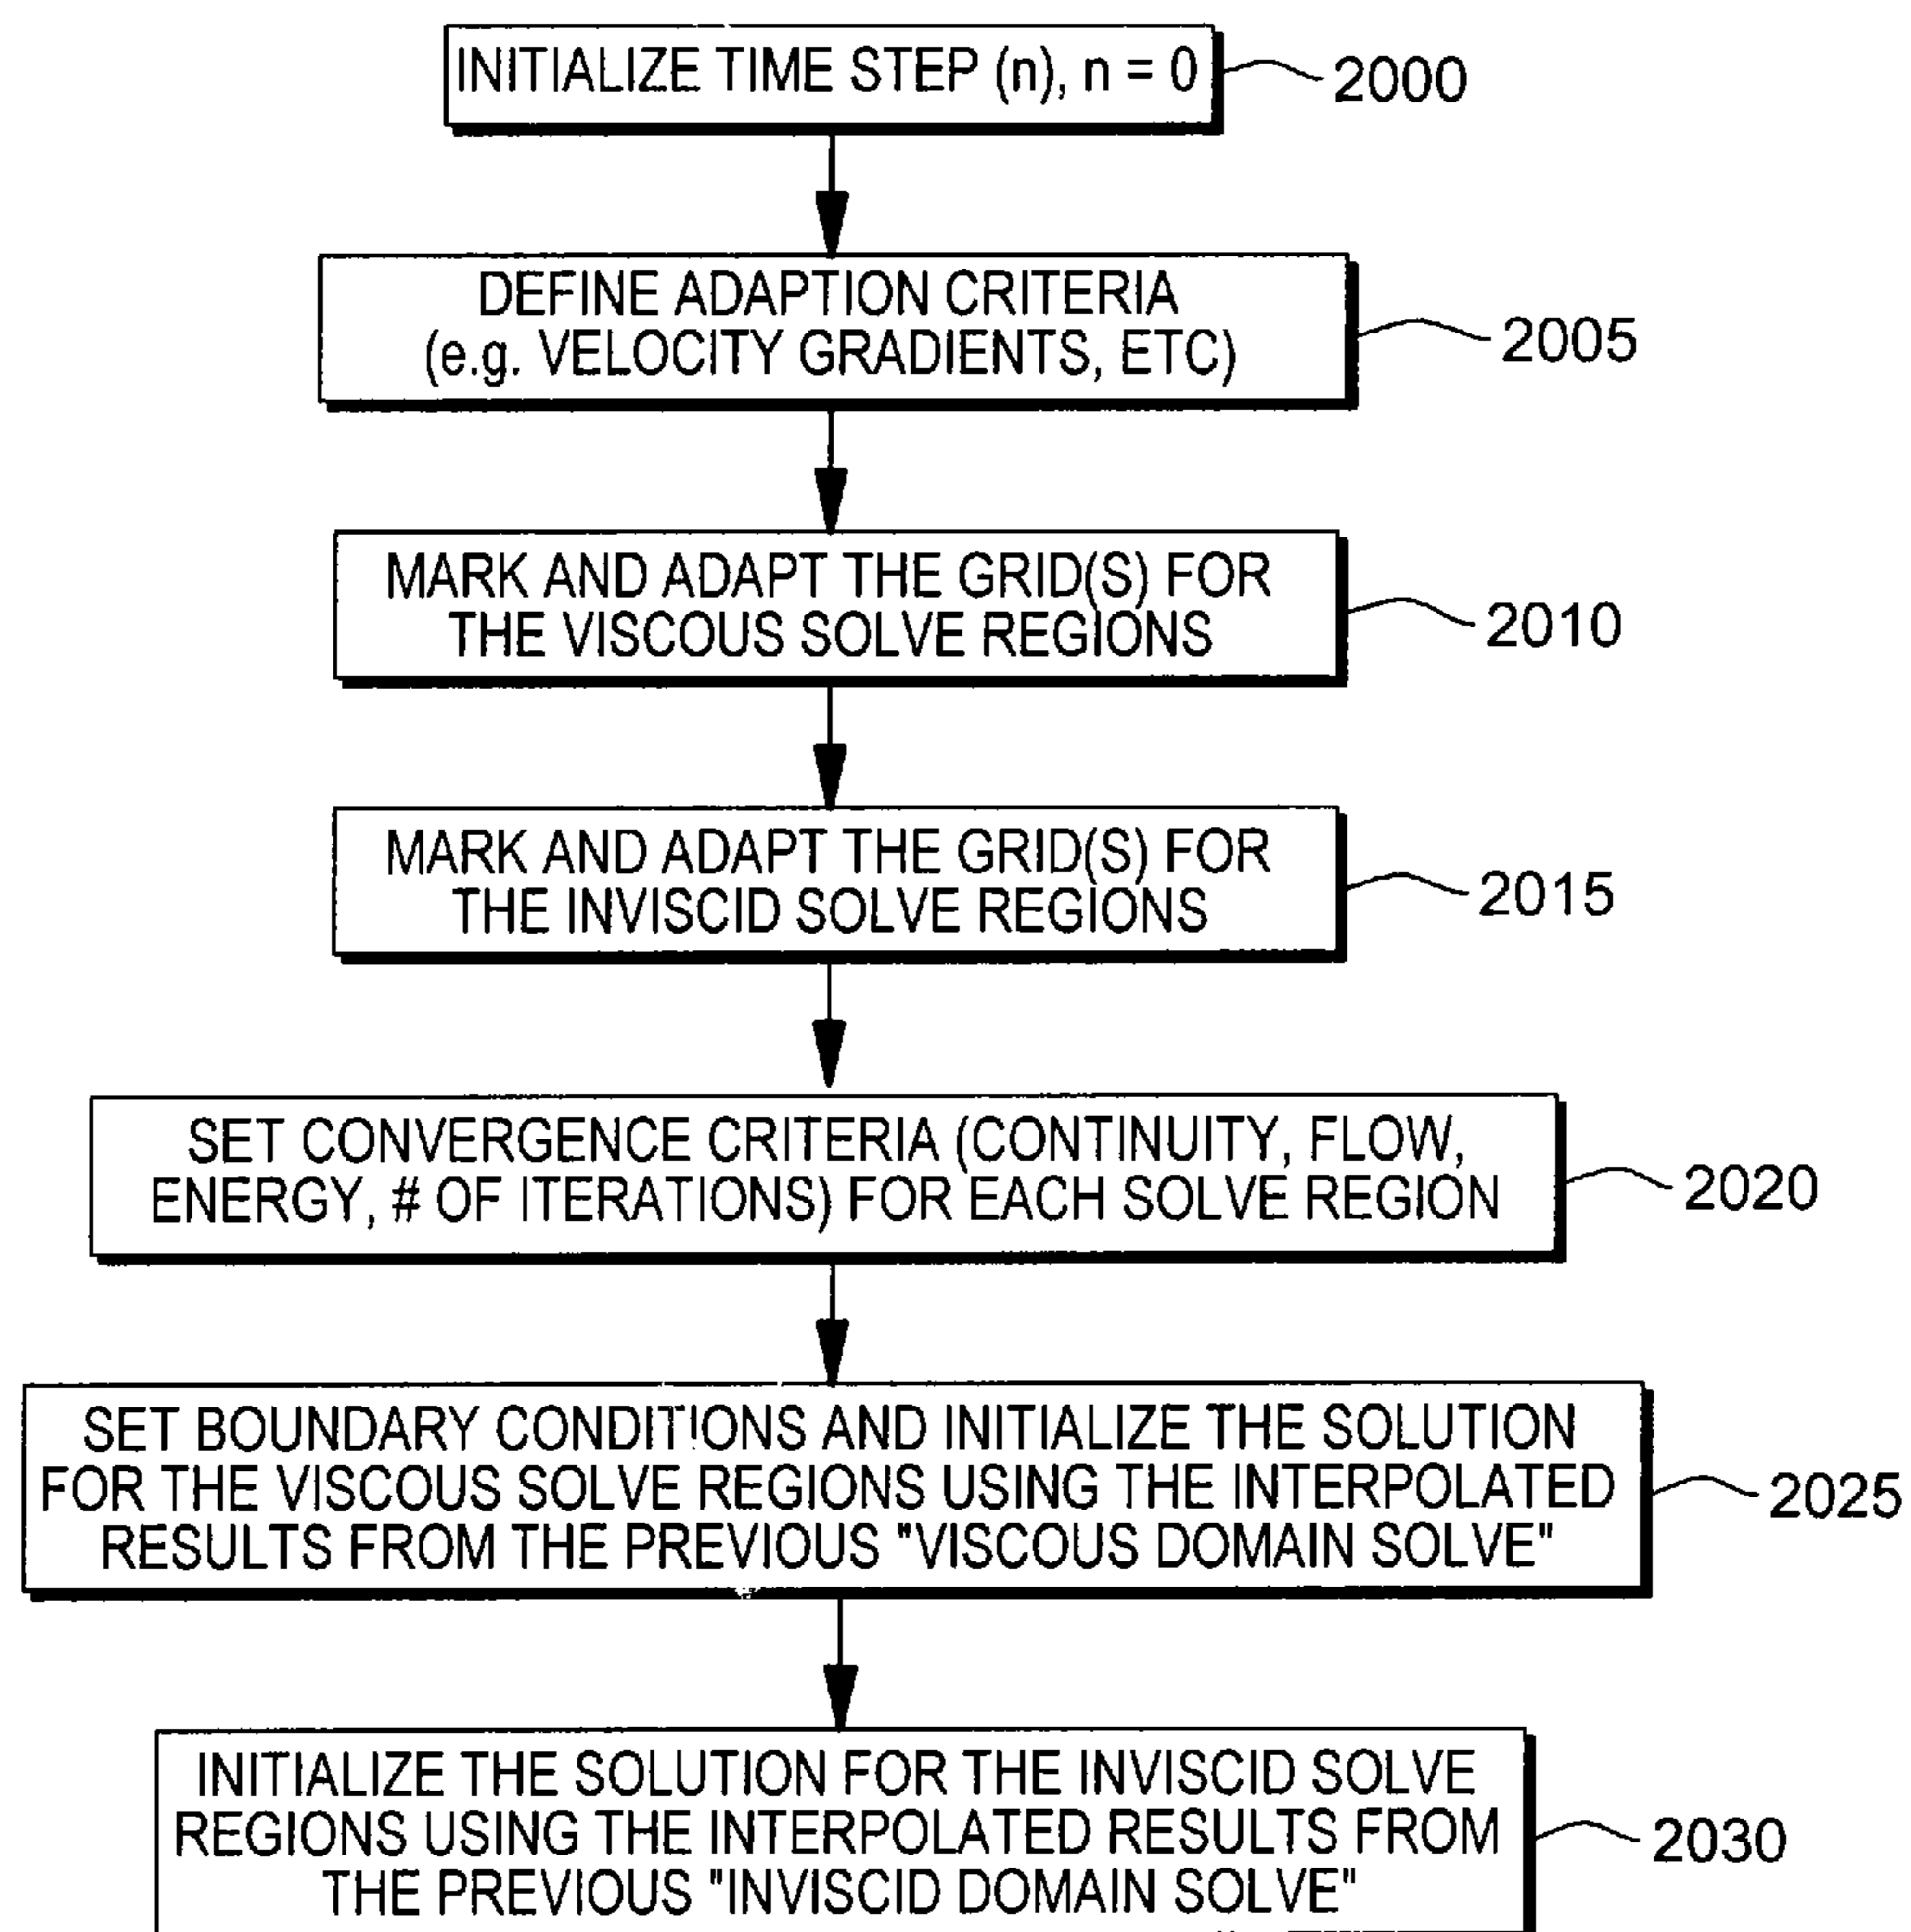 INITIALIZE TIME STEP (n), n = 0
2000
DEFINE ADAPTION CRITERIA
(e.g. VELOCITY GRADIENTS, ETC)
2005
MARK AND ADAPT THE GRID(S) FOR
THE VISCOUS SOLVE REGIONS
2010
MARK AND ADAPT THE GRID(S) FOR
THE INVISCID SOLVE REGIONS
2015
SET CONVERGENCE CRITERIA (CONTINUITY, FLOW,
ENERGY, # OF ITERATIONS) FOR EACH SOLVE REGION
2020
SET BOUNDARY CONDITIONS AND INITIALIZE THE SOLUTION
FOR THE VISCOUS SOLVE REGIONS USING THE INTERPOLATED
RESULTS FROM THE PREVIOUS "VISCOUS DOMAIN SOLVE"
2025
INITIALIZE THE SOLUTION FOR THE INVISCID SOLVE
REGIONS USING THE INTERPOLATED RESULTS FROM
THE PREVIOUS "INVISCID DOMAIN SOLVE"
2030